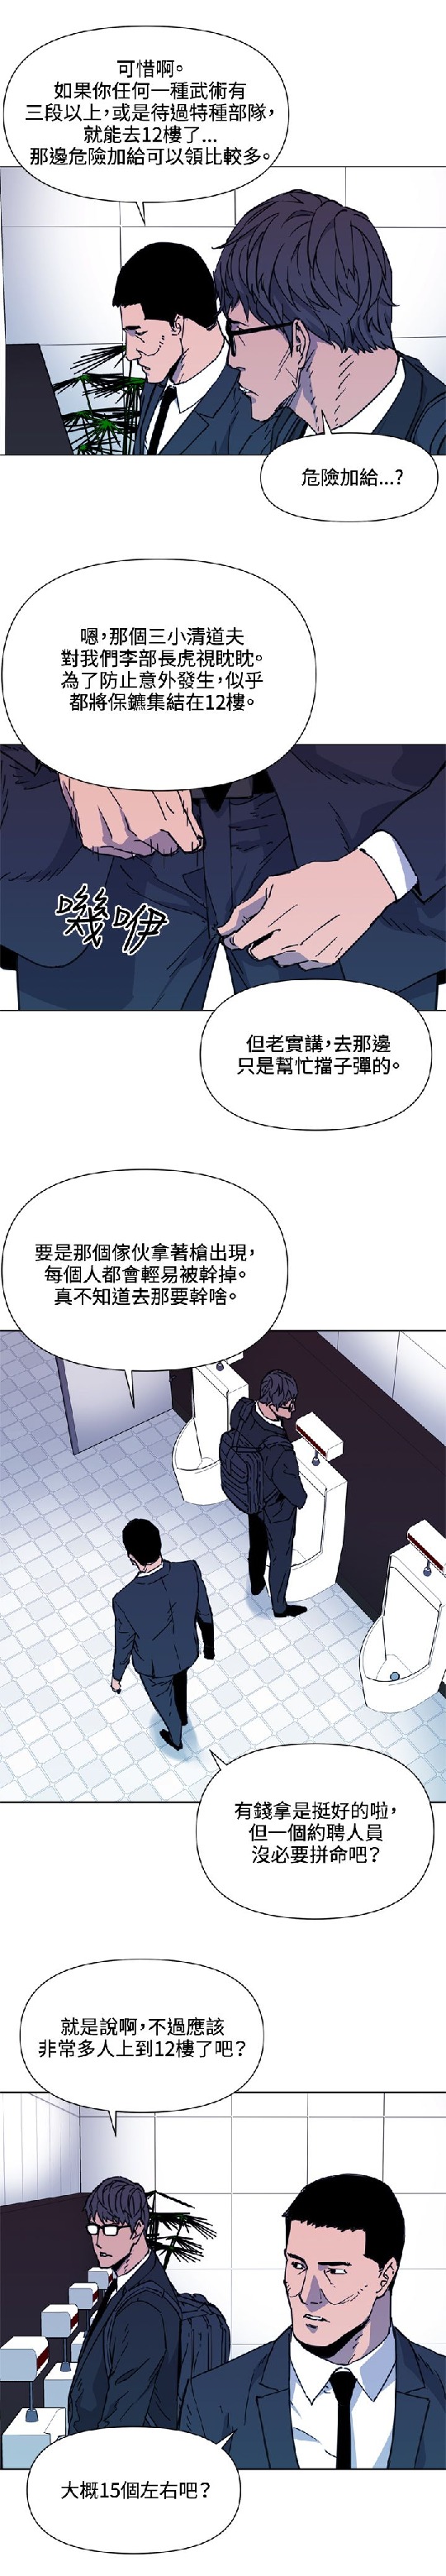 可惜啊。
如果你任何一種武術有
三段以上，或是待過特種部隊，
就能去12樓了...
那邊危險加給可以領比較多。
危險加給...?
嗯，那個三小清道夫
對我們李部長虎視眈眈。
為了防止意外發生，似乎
都將保鑣集結在12樓。
嘰咿
但老實講，去那邊
只是幫忙擋子彈的。
要是那個傢伙拿著槍出現，
每個人都會輕易被幹掉。
真不知道去那要幹啥。
有錢拿是挺好的啦，
但一個約聘人員
沒必要拼命吧?
就是說啊，不過應該
非常多人上到12樓了吧?
大概15個左右吧?